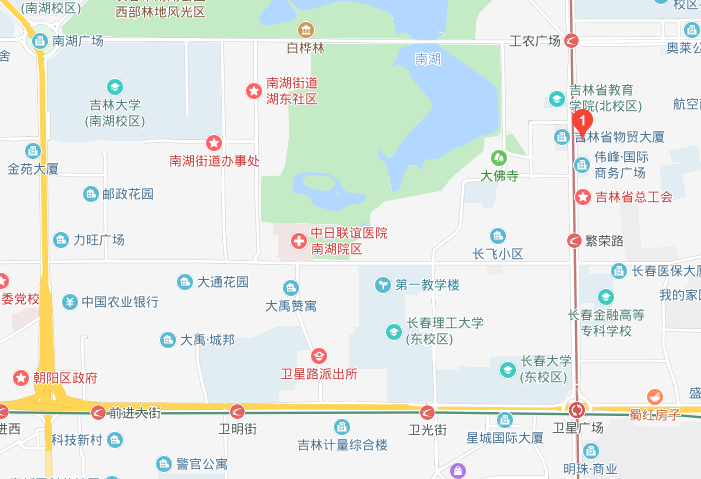 (南湖校区)
西部林地风光区
校区
南湖广场
白桦林
南湖
工农广场
奥莱公
舍
南湖街道
湖东社区
吉林省教育
学院(北校区)
吉林大学
(南湖校区)
航空
1
吉林省物贸大厦
南湖街道办事处
伟峰·国际
商务广场
金苑大厦
大佛寺
邮政花园
吉林省总工会
中日联谊医院
南湖院区
力旺广场
繁荣路
长飞小区
长春医保大厦
委党校
大通花园
第一教学楼
我的家园
中国农业银行
大禹赞寓
长春金融高等
专科学校
长春理工大学
(东校区)
大禹·城邦
长春大学
(东校区)
卫星路派出所
朝阳区政府
盛
前进大街
蜀红房子
进西
卫明街
卫光街
卫星广场
科技新村
吉林计量综合楼
星城国际大厦
警官公寓
明珠·商业